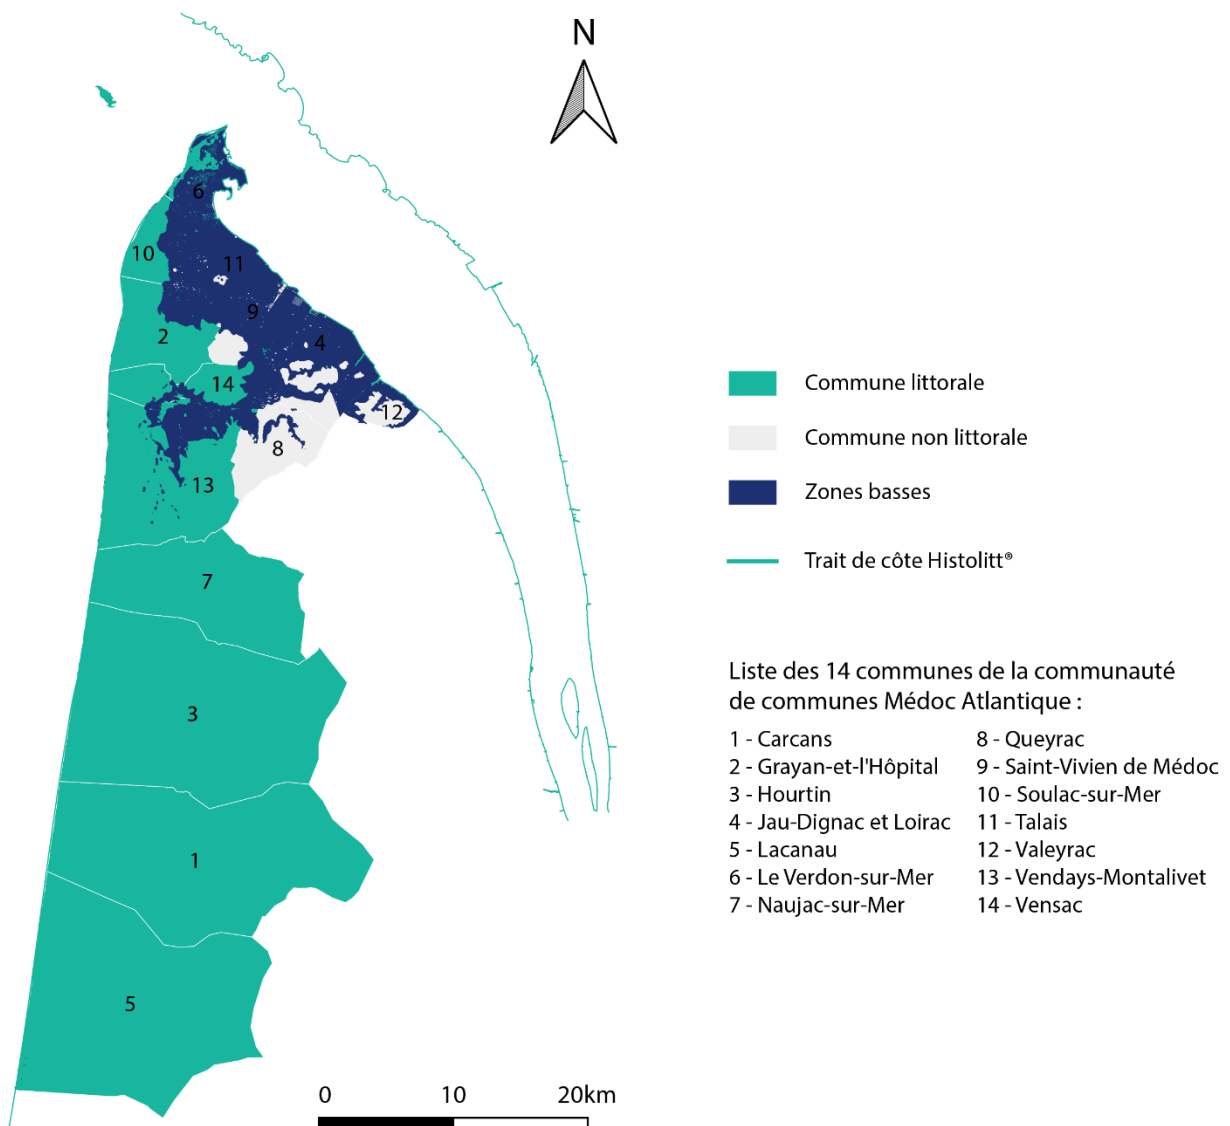 N
6
10
11
9
2
4
14
12
8
13
7
3
1
5
0 10 20km
Commune littorale
Commune non littorale
Zones basses
Trait de côte Histolitt®
Liste des 14 communes de la communauté
de communes Médoc Atlantique :
1 - Carcans
2 - Grayan-et-l'Hôpital
3 - Hourtin
4 - Jau-Dignac et Loirac
5 - Lacanau
6 - Le Verdon-sur-Mer
7 - Naujac-sur-Mer
8 - Queyrac
9 - Saint-Vivien de Médoc
10 - Soulac-sur-Mer
11 - Talais
12 - Valeyrac
13 - Vendays-Montalivet
14 - Vensac